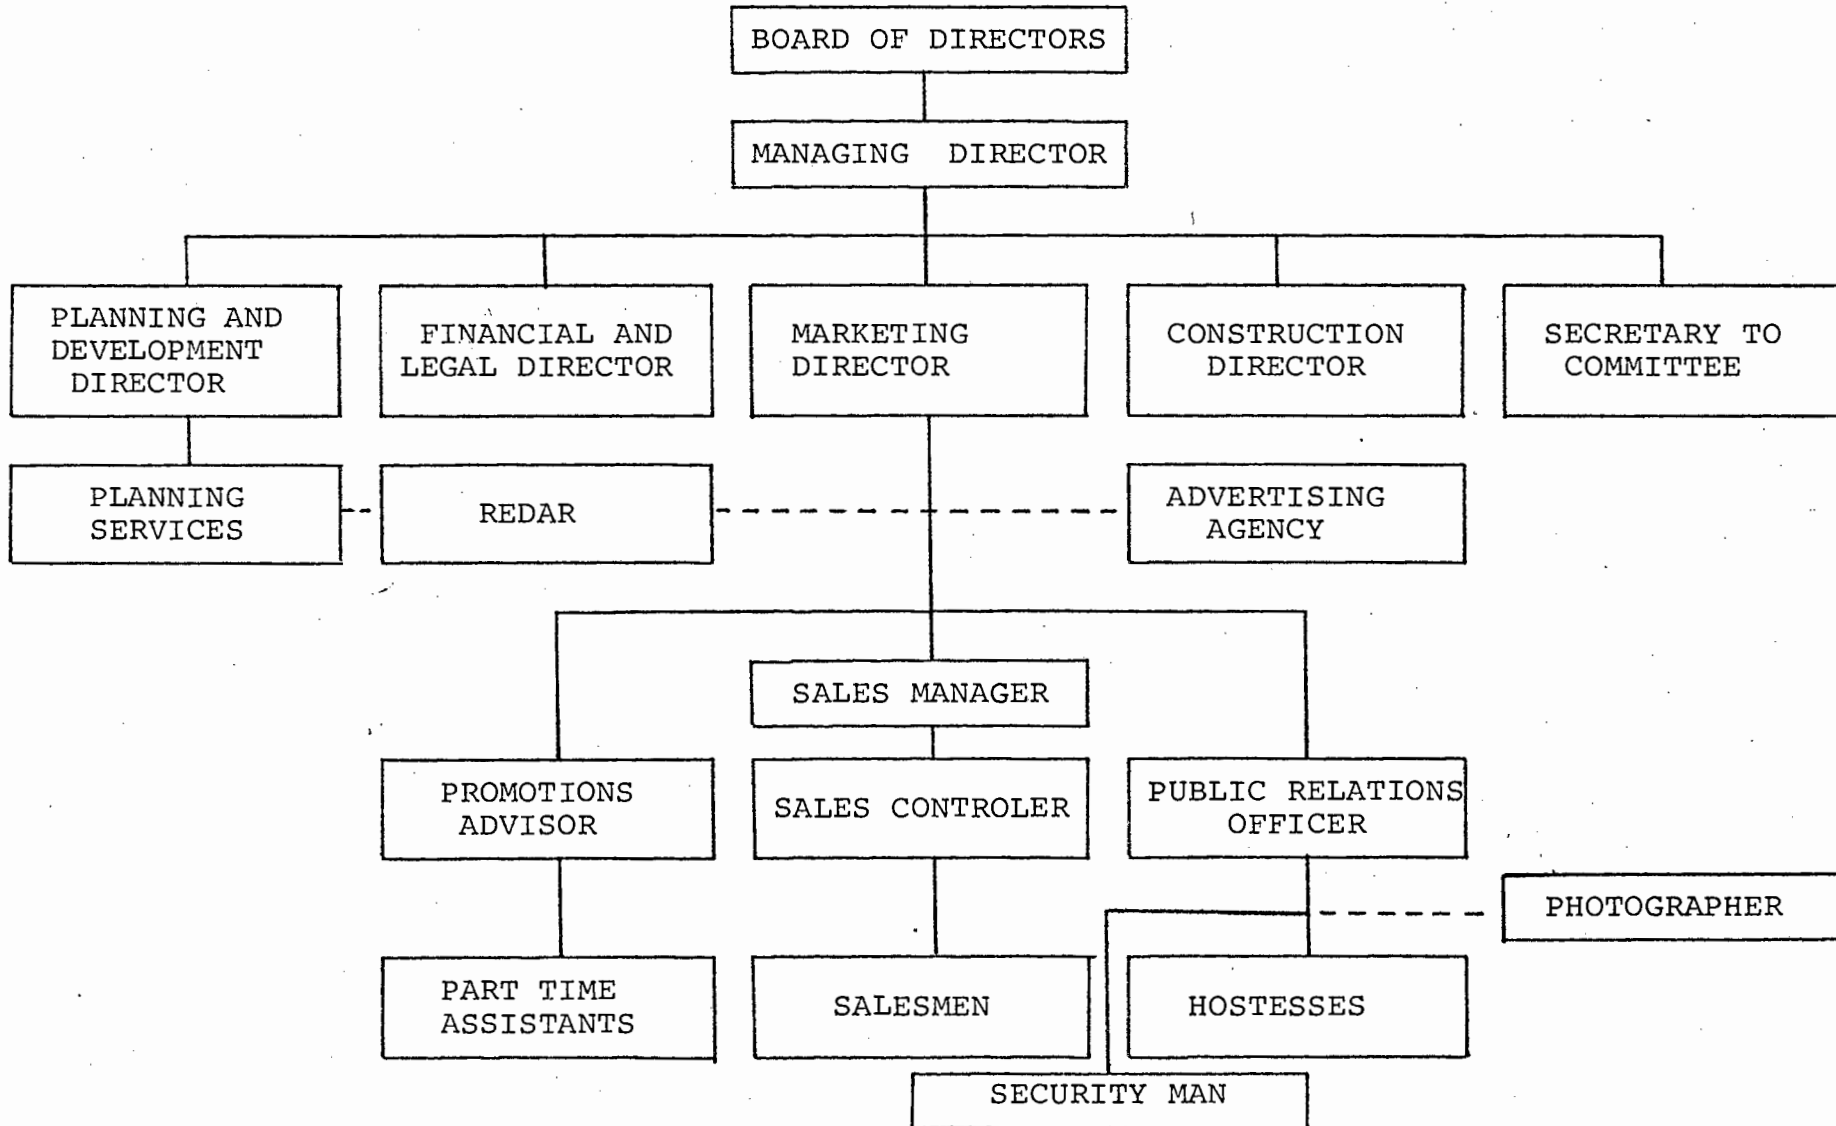 BOARD OF DIRECTORS
MANAGING DIRECTOR
PLANNING AND
DEVELOPMENT
DIRECTOR
FINANCIAL AND
LEGAL DIRECTOR
MARKETING
DIRECTOR
CONSTRUCTION
DIRECTOR
SECRETARY TO
COMMITTEE
PLANNING
SERVICES
REDAR
ADVERTISING
AGENCY
SALES MANAGER
PROMOTIONS
ADVISOR
SALES CONTROLER
PUBLIC RELATIONS
OFFICER
PHOTOGRAPHER
PART TIME
ASSISTANTS
SALESMEN
HOSTESSES
SECURITY MAN